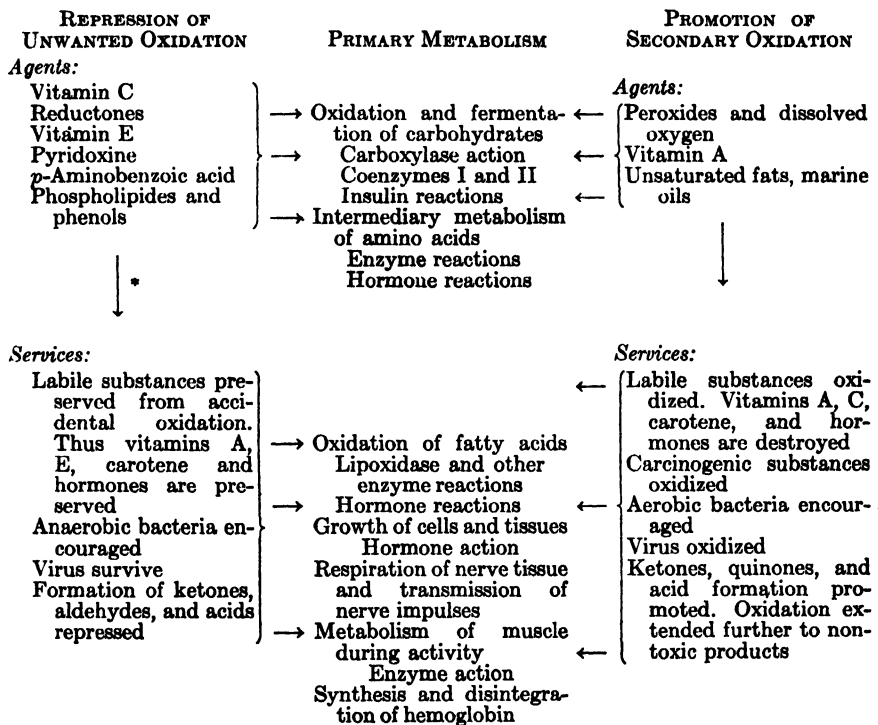 REPRESSION OF
UNWANTED OXIDATION
Agents:
Vitamin C
Reductones
Vitamin E
Pyridoxine
p-Aminobenzoic acid
Phospholipides and
phenols
*
Services:
Labile substances pre-
served from acci-
dental oxidation.
Thus vitamins A,
E, carotene and
hormones are pre-
served
Anaerobic bacteria en-
couraged
Virus survive
Formation of ketones,
aldehydes, and acids
repressed
PRIMARY METABOLISM
Oxidation and fermenta-
tion of carbohydrates
Carboxylase action
Coenzymes I and II
Insulin reactions
Intermediary metabolism
of amino acids
Enzyme reactions
Hormone reactions
Oxidation of fatty acids
Lipoxidase and other
enzyme reactions
Hormone reactions
Growth of cells and tissues
Hormone action
Respiration of nerve tissue
and transmission of
nerve impulses
Metabolism of muscle
during activity
Enzyme action
Synthesis and disintegra-
tion of hemoglobin
PROMOTION OF
SECONDARY OXIDATION
Agents:
Peroxides and dissolved
oxygen
Vitamin A
Unsaturated fats, marine
oils
Services:
Labile substances oxi-
dized. Vitamins A, C,
carotene, and hor-
mones are destroyed
Carcinogenic substances
oxidized
Aerobic bacteria encour-
aged
Virus oxidized
Ketones, quinones, and
acid formation pro-
moted. Oxidation ex-
tended further to non-
toxic products